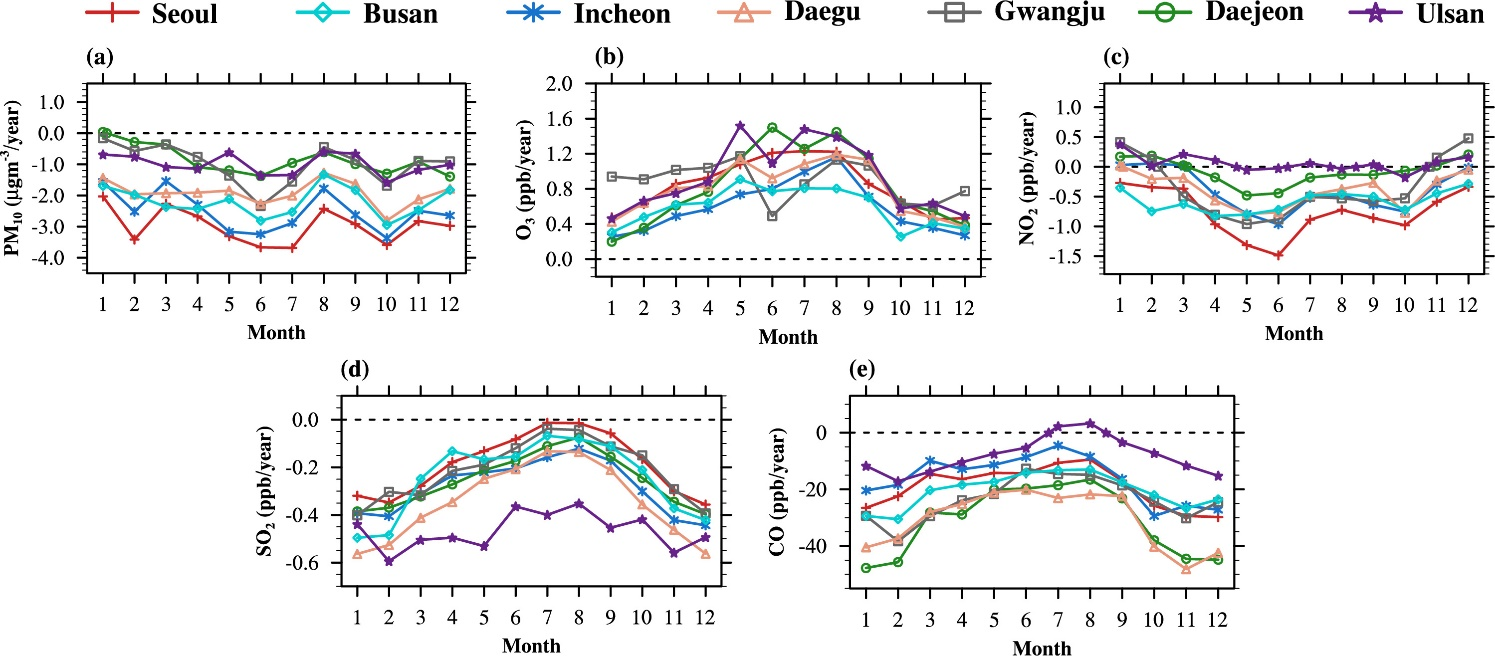 Seoul Busan Incheon Daegu Gwangju Daejeon Ulsan
(a) (b) (c)
PM10 (μgm-3/year)
1.0
0.0
-1.0
-2.0
-3.0
-4.0
1 2 3 4 5 6 7 8 9 10 11 12
Month
O3 (ppb/year)
2.0
1.6
1.2
0.8
0.4
0.0
1 2 3 4 5 6 7 8 9 10 11 12
Month
NO2 (ppb/year)
1.0
0.5
0.0
-0.5
-1.0
-1.5
1 2 3 4 5 6 7 8 9 10 11 12
Month
(d) (e)
SO2 (ppb/year)
0.0
-0.2
-0.4
-0.6
1 2 3 4 5 6 7 8 9 10 11 12
Month
CO (ppb/year)
0
-20
-40
1 2 3 4 5 6 7 8 9 10 11 12
Month